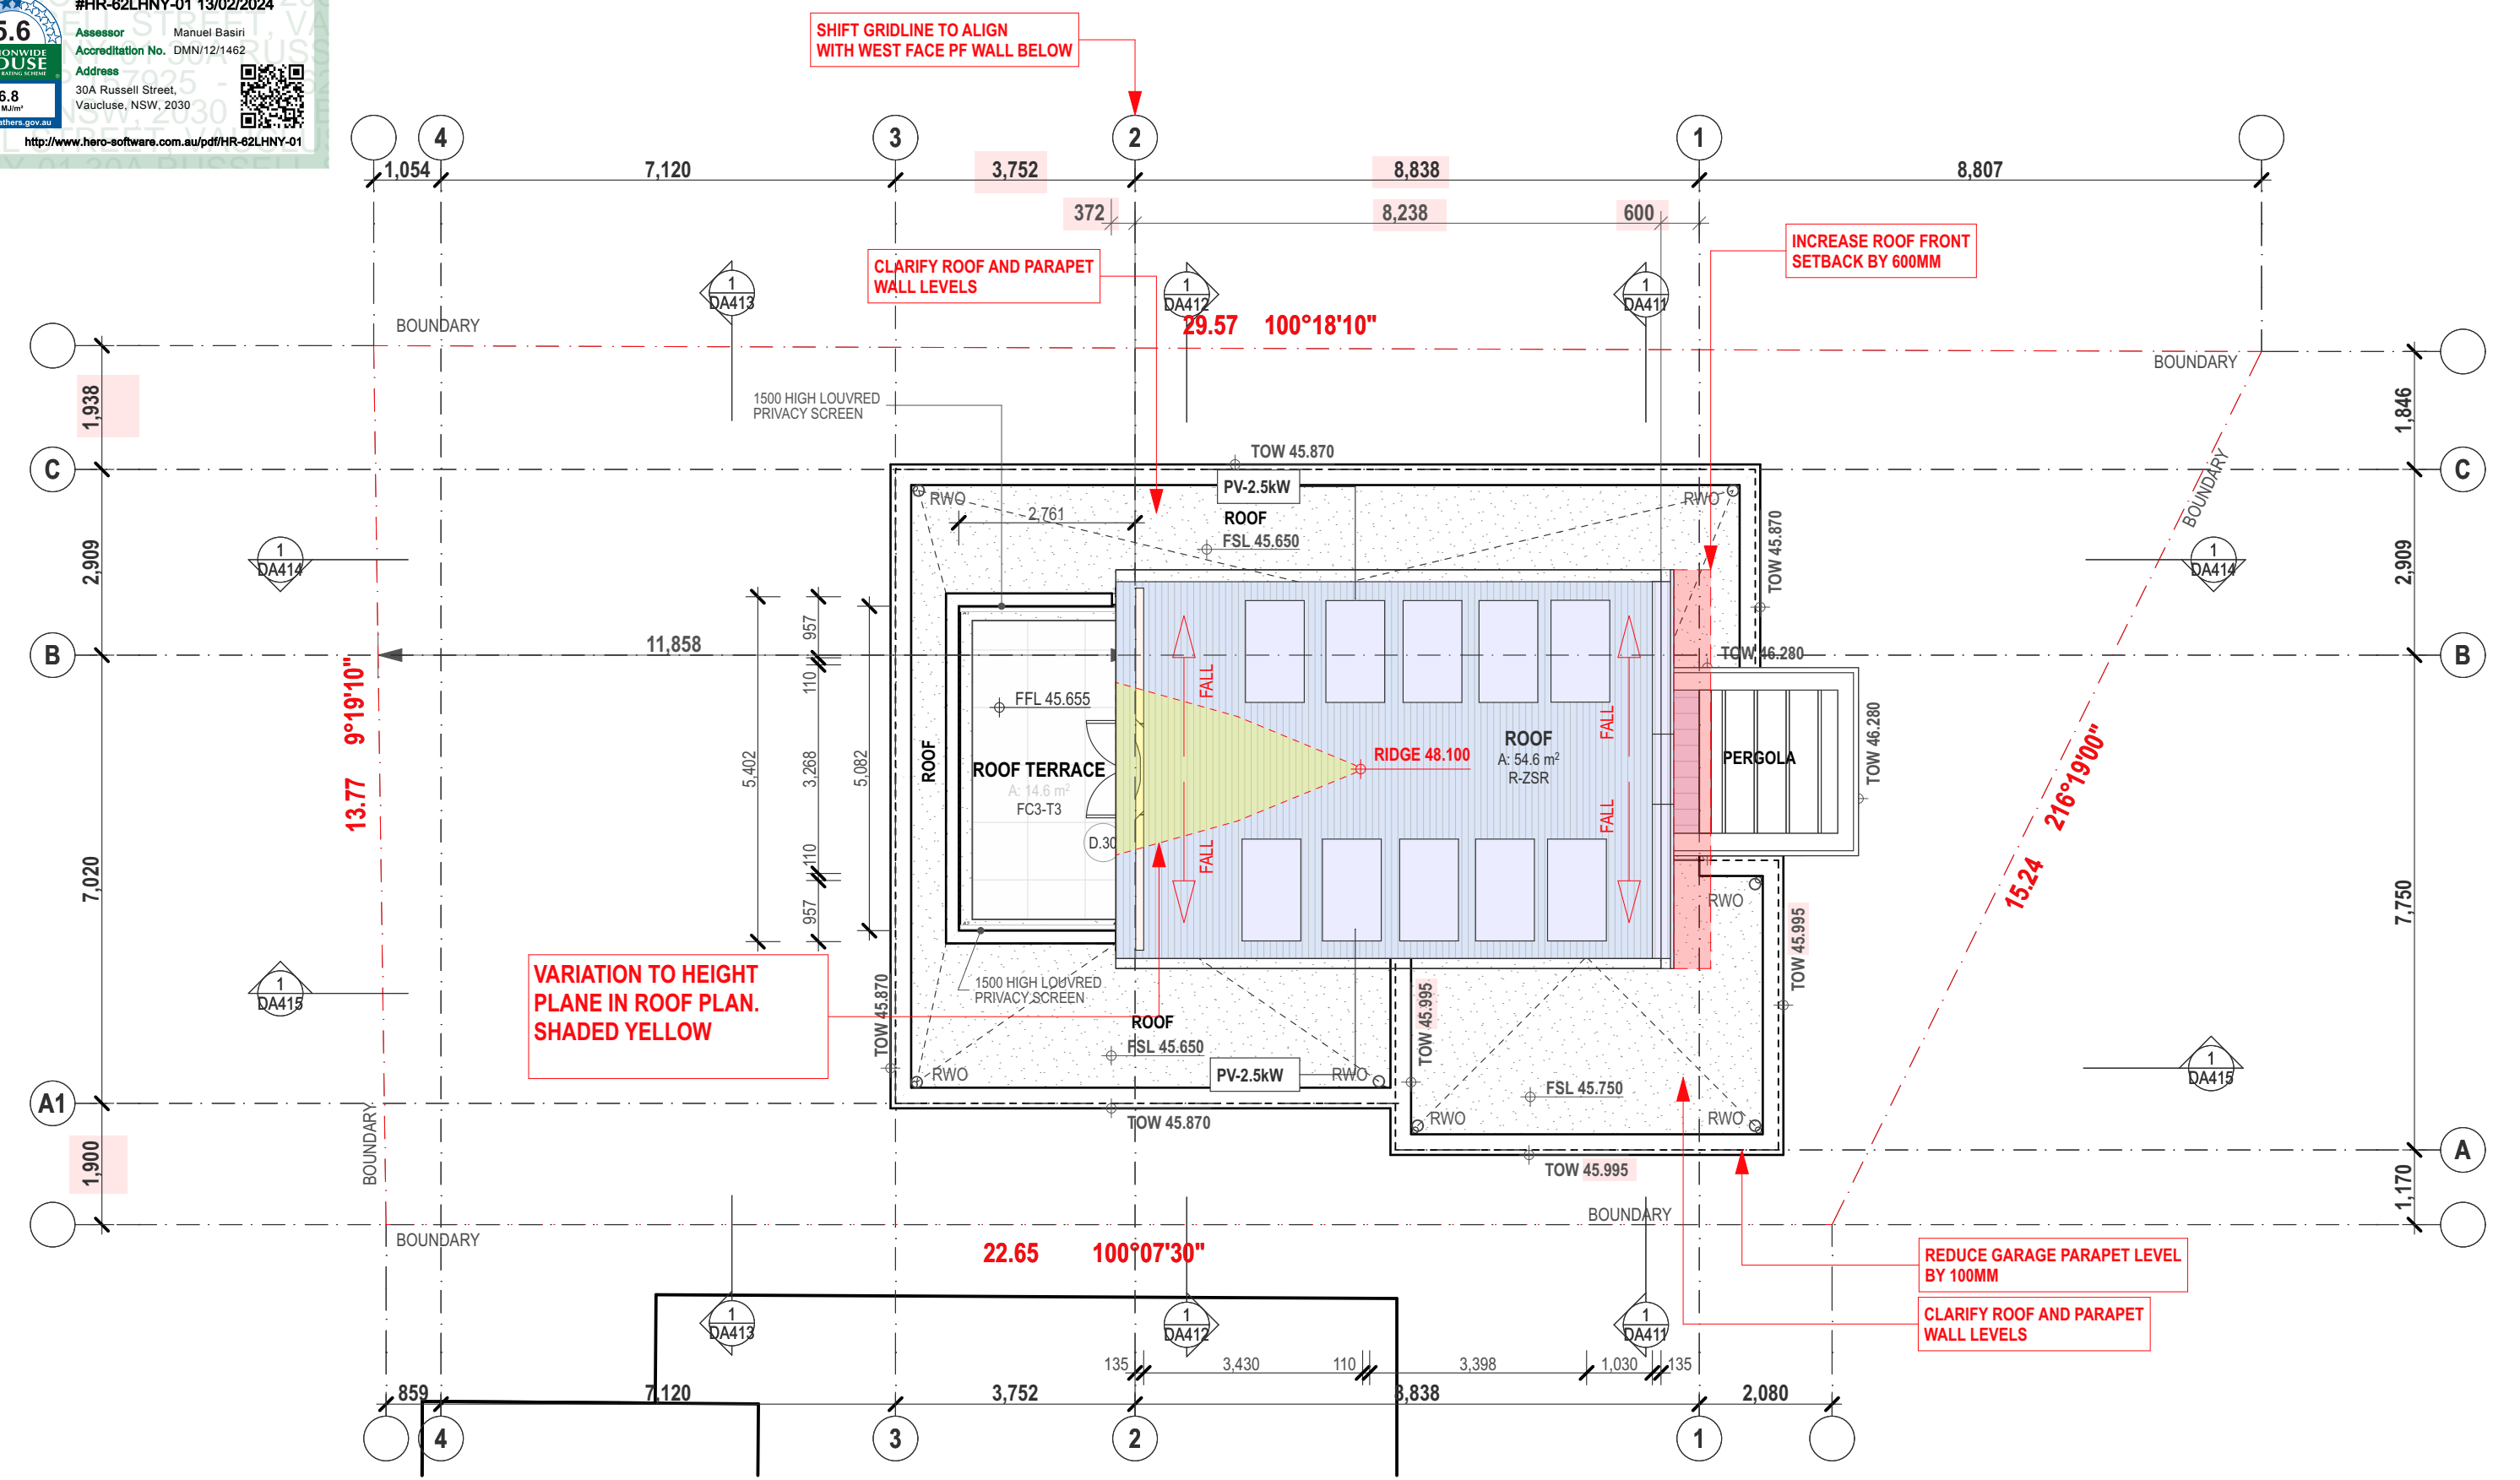 #HR-62LHNY-01 13/02/2024
5.6
Assessor Manuel Basiri
Accreditation No. DMN/12/1462
Address
30A Russell Street,
Vaucluse, NSW, 2030
HOUSE
6.8
MJ/m²
http://www.hero-software.com.au/pdf/HR-62LHNY-01
SHIFT GRIDLINE TO ALIGN
WITH WEST FACE PF WALL BELOW
4
3
2
1
1,054
7,120
3,752
8,838
8,807
372
8,238
600
CLARIFY ROOF AND PARAPET
WALL LEVELS
INCREASE ROOF FRONT
SETBACK BY 600MM
1
DA413
1
DA412
1
DA411
29.57 100°18'10"
BOUNDARY
BOUNDARY
BOUNDARY
1,938
2,909
7,020
1,900
C
B
A1
1,846
2,909
7,750
1,170
C
B
A
1500 HIGH LOUVRED
PRIVACY SCREEN
TOW 45.870
PV-2.5kW
RWO
RWO
2,761
ROOF
FSL 45.650
TOW 45.870
1
DA414
1
DA414
957
110
3,268
110
957
5,402
5,082
11,858
13.77 9°19'10"
FFL 45.655
ROOF
ROOF TERRACE
A: 14.6 m²
FC3-T3
D.30
FALL
FALL
FALL
FALL
RIDGE 48.100
ROOF
A: 54.6 m²
R-ZSR
TOW 46.280
PERGOLA
TOW 46.280
15.24 216°19'00"
RWO
TOW 45.995
VARIATION TO HEIGHT
PLANE IN ROOF PLAN.
SHADED YELLOW
1
DA415
1
DA415
1500 HIGH LOUVRED
PRIVACY SCREEN
TOW 45.870
ROOF
FSL 45.650
TOW 45.995
RWO
PV-2.5kW
RWO
FSL 45.750
RWO
RWO
TOW 45.870
TOW 45.995
BOUNDARY
BOUNDARY
BOUNDARY
22.65 100°07'30"
REDUCE GARAGE PARAPET LEVEL
BY 100MM
CLARIFY ROOF AND PARAPET
WALL LEVELS
1
DA413
1
DA412
1
DA411
135
3,430
110
3,398
1,030
135
859
7,120
3,752
8,838
2,080
4
3
2
1